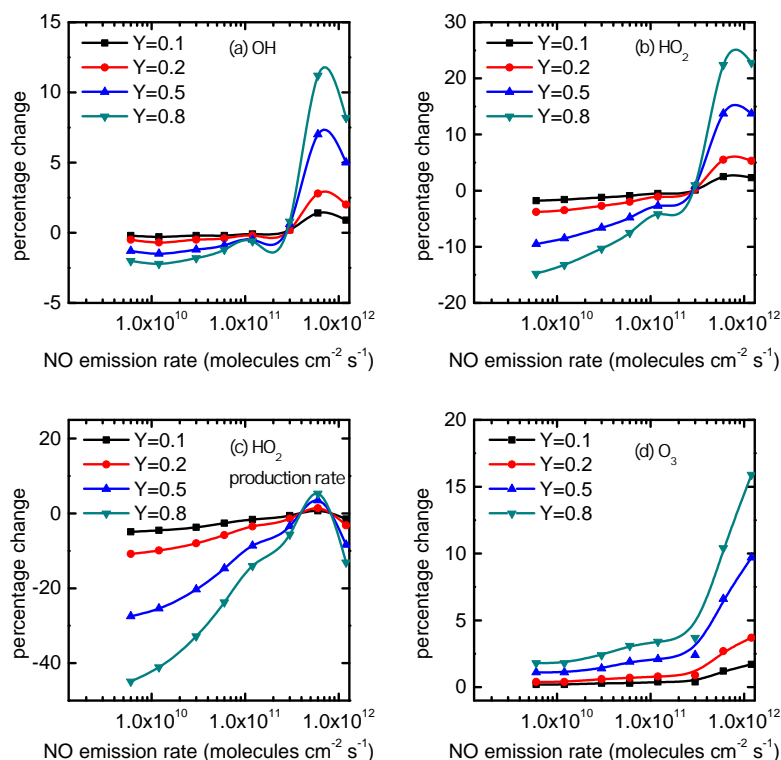 15
10
5
0
-5
percentage change
Y=0.1
Y=0.2
Y=0.5
Y=0.8
(a) OH
1.0x10^10
1.0x10^11
1.0x10^12
NO emission rate (molecules cm^-2 s^-1)
30
20
10
0
-10
-20
percentage change
Y=0.1
Y=0.2
Y=0.5
Y=0.8
(b) HO_2
1.0x10^10
1.0x10^11
1.0x10^12
NO emission rate (molecules cm^-2 s^-1)
20
0
-20
-40
percentage change
Y=0.1
Y=0.2
Y=0.5
Y=0.8
(c) HO_2
production rate
1.0x10^10
1.0x10^11
1.0x10^12
NO emission rate (molecules cm^-2 s^-1)
20
15
10
5
0
percentage change
Y=0.1
Y=0.2
Y=0.5
Y=0.8
(d) O_3
1.0x10^10
1.0x10^11
1.0x10^12
NO emission rate (molecules cm^-2 s^-1)